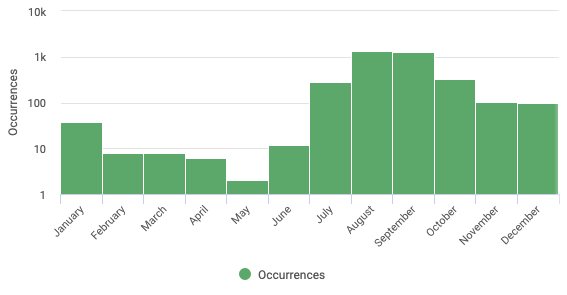 10k
1k
100
10
1
Occurrences
January
February
March
April
May
June
July
August
September
October
November
December
Occurrences